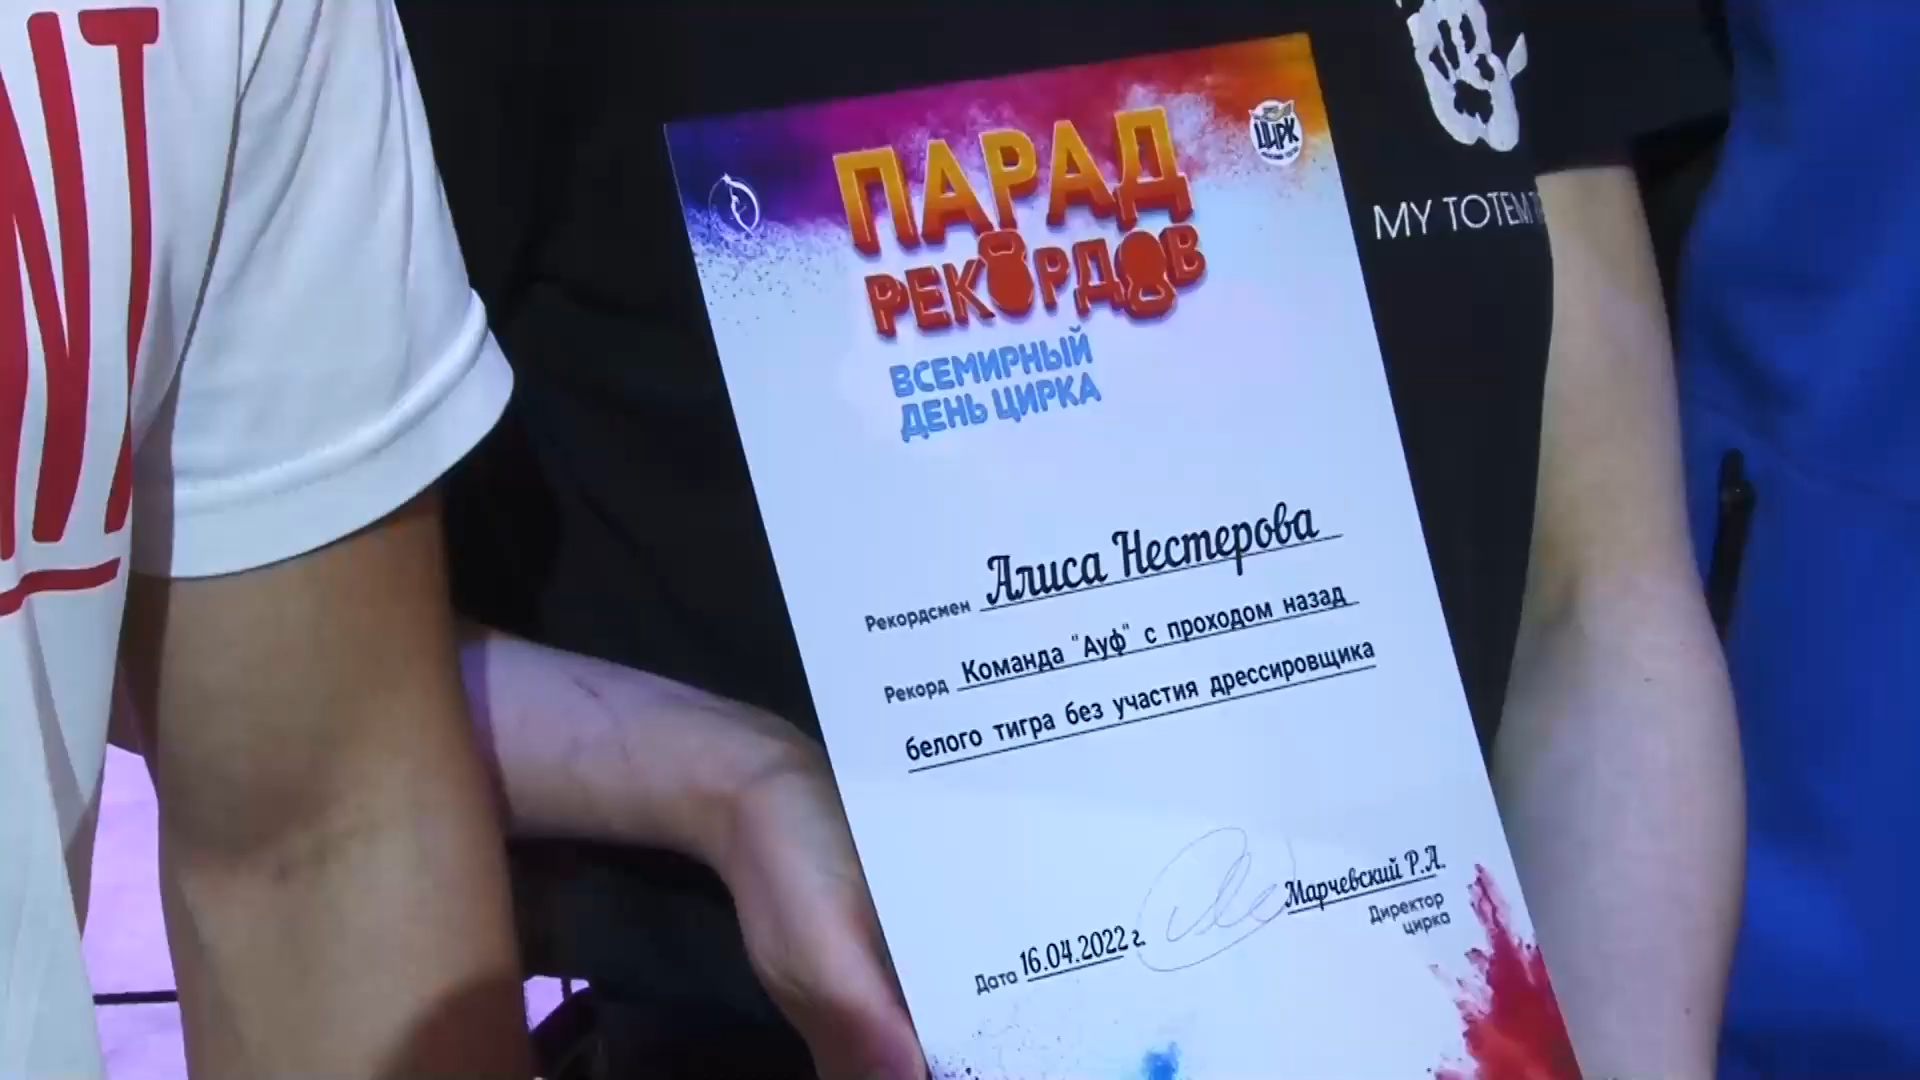 ПАРАД
РЕКОРДОВ
ЦИРК
ВСЕМИРНЫЙ
ДЕНЬ ЦИРКА
Рекордсмен Алиса Нестерова
Рекорд Команда "Ауф" с проходом назад
белого тигра без участия дрессировщика
Дата 16.04.2022 г.
Марчевский Р.А.
Директор
цирка
MY TOTEM